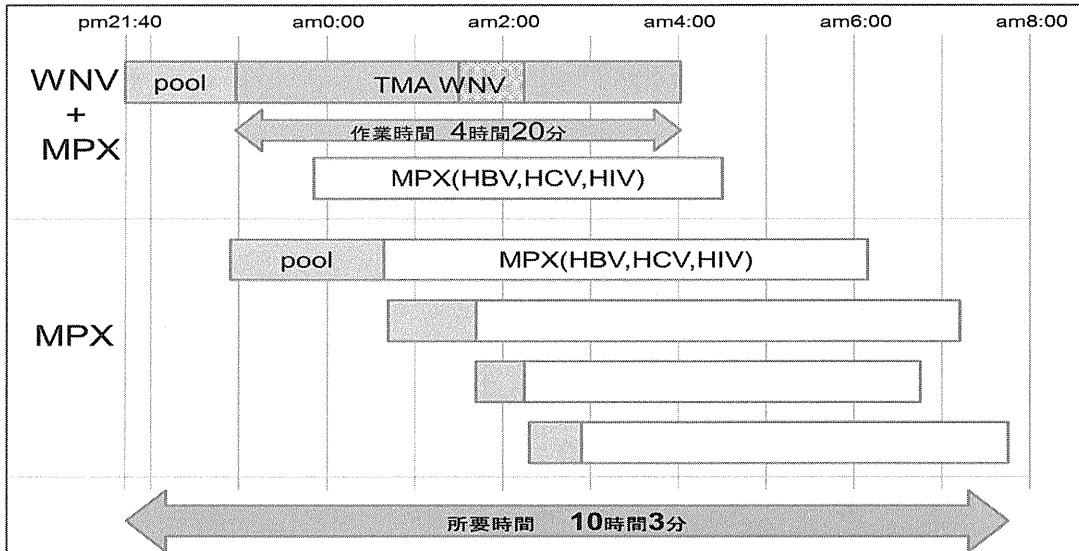 pm21:40 am0:00 am2:00 am4:00 am6:00 am8:00
WNV
+
MPX
pool TMA WNV
作業時間 4時間20分
MPX(HBV,HCV,HIV)
MPX
pool MPX(HBV,HCV,HIV)
所要時間 10時間3分